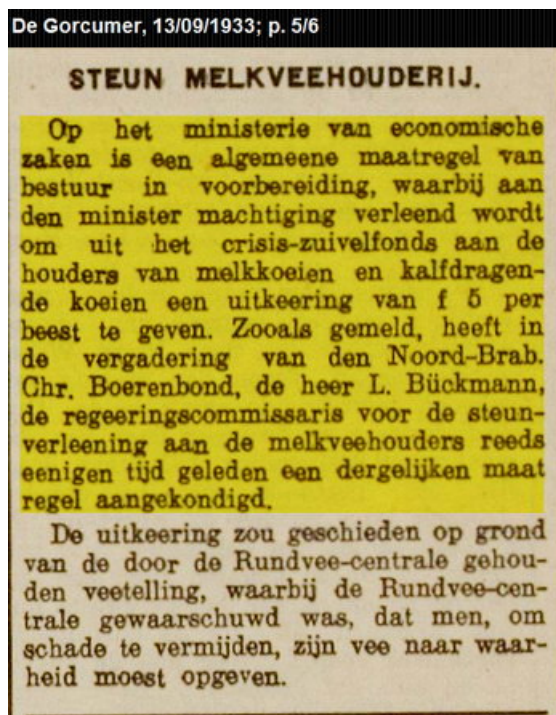 De Gorcumer, 13/09/1933; p. 5/6
STEUN MELKVEEHOUDERIJ.
Op het ministerie van economische
zaken is een algemeene maatregel van
bestuur in voorbereiding, waarbij aan
den minister machtiging verleend wordt
om uit het crisis-zuivelfonds aan de
houders van melkkoeien en kalfdragen-
de koeien een uitkeering van f 5 per
beest te geven. Zooals gemeld, heeft in
de vergadering van den Noord-Brab.
Chr. Boerenbond, de heer L. Bückmann,
de regeeringscommissaris voor de steun-
verleening aan de melkveehouders reeds
eenigen tijd geleden een dergelijken maat
regel aangekondigd.
De uitkeering zou geschieden op grond
van de door de Rundvee-centrale gehou-
den veetelling, waarbij de Rundvee-cen-
trale gewaarschuwd was, dat men, om
schade te vermijden, zijn vee naar waar-
heid moest opgeven.